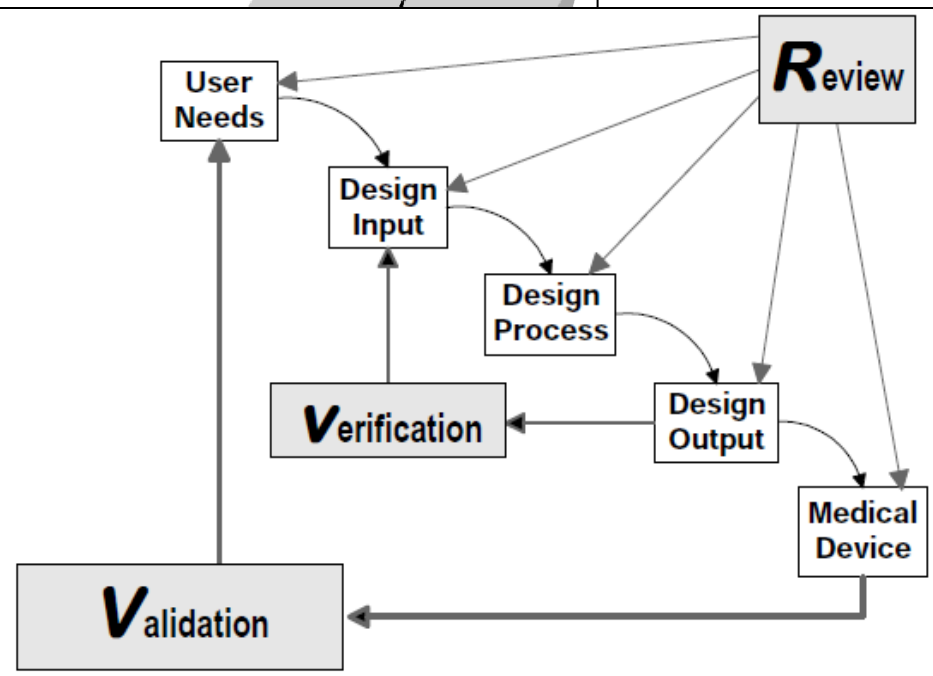 Review
User
Needs
Design
Input
Design
Process
Design
Output
Verification
Medical
Device
Validation